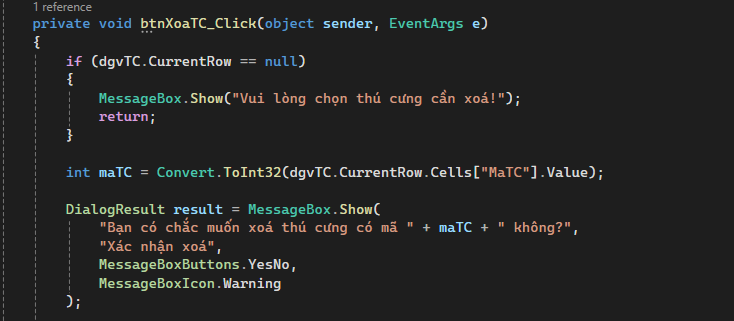 1 reference
private void btnXoaTC_Click(object sender, EventArgs e)
{
if (dgvTC.CurrentRow == null)
{
MessageBox.Show("Vui lòng chọn thú cưng cần xoá!");
return;
}
int maTC = Convert.ToInt32(dgvTC.CurrentRow.Cells["MaTC"].Value);
DialogResult result = MessageBox.Show(
"Bạn có chắc muốn xoá thú cưng có mã " + maTC + " không?",
"Xác nhận xoá",
MessageBoxButtons.YesNo,
MessageBoxIcon.Warning
);